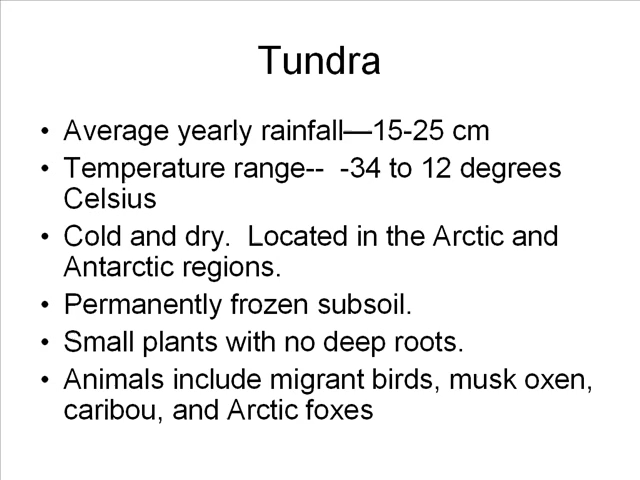 Tundra
• Average yearly rainfall—15-25 cm
• Temperature range--  -34 to 12 degrees
Celsius
• Cold and dry.  Located in the Arctic and
Antarctic regions.
• Permanently frozen subsoil.
• Small plants with no deep roots.
• Animals include migrant birds, musk oxen,
caribou, and Arctic foxes